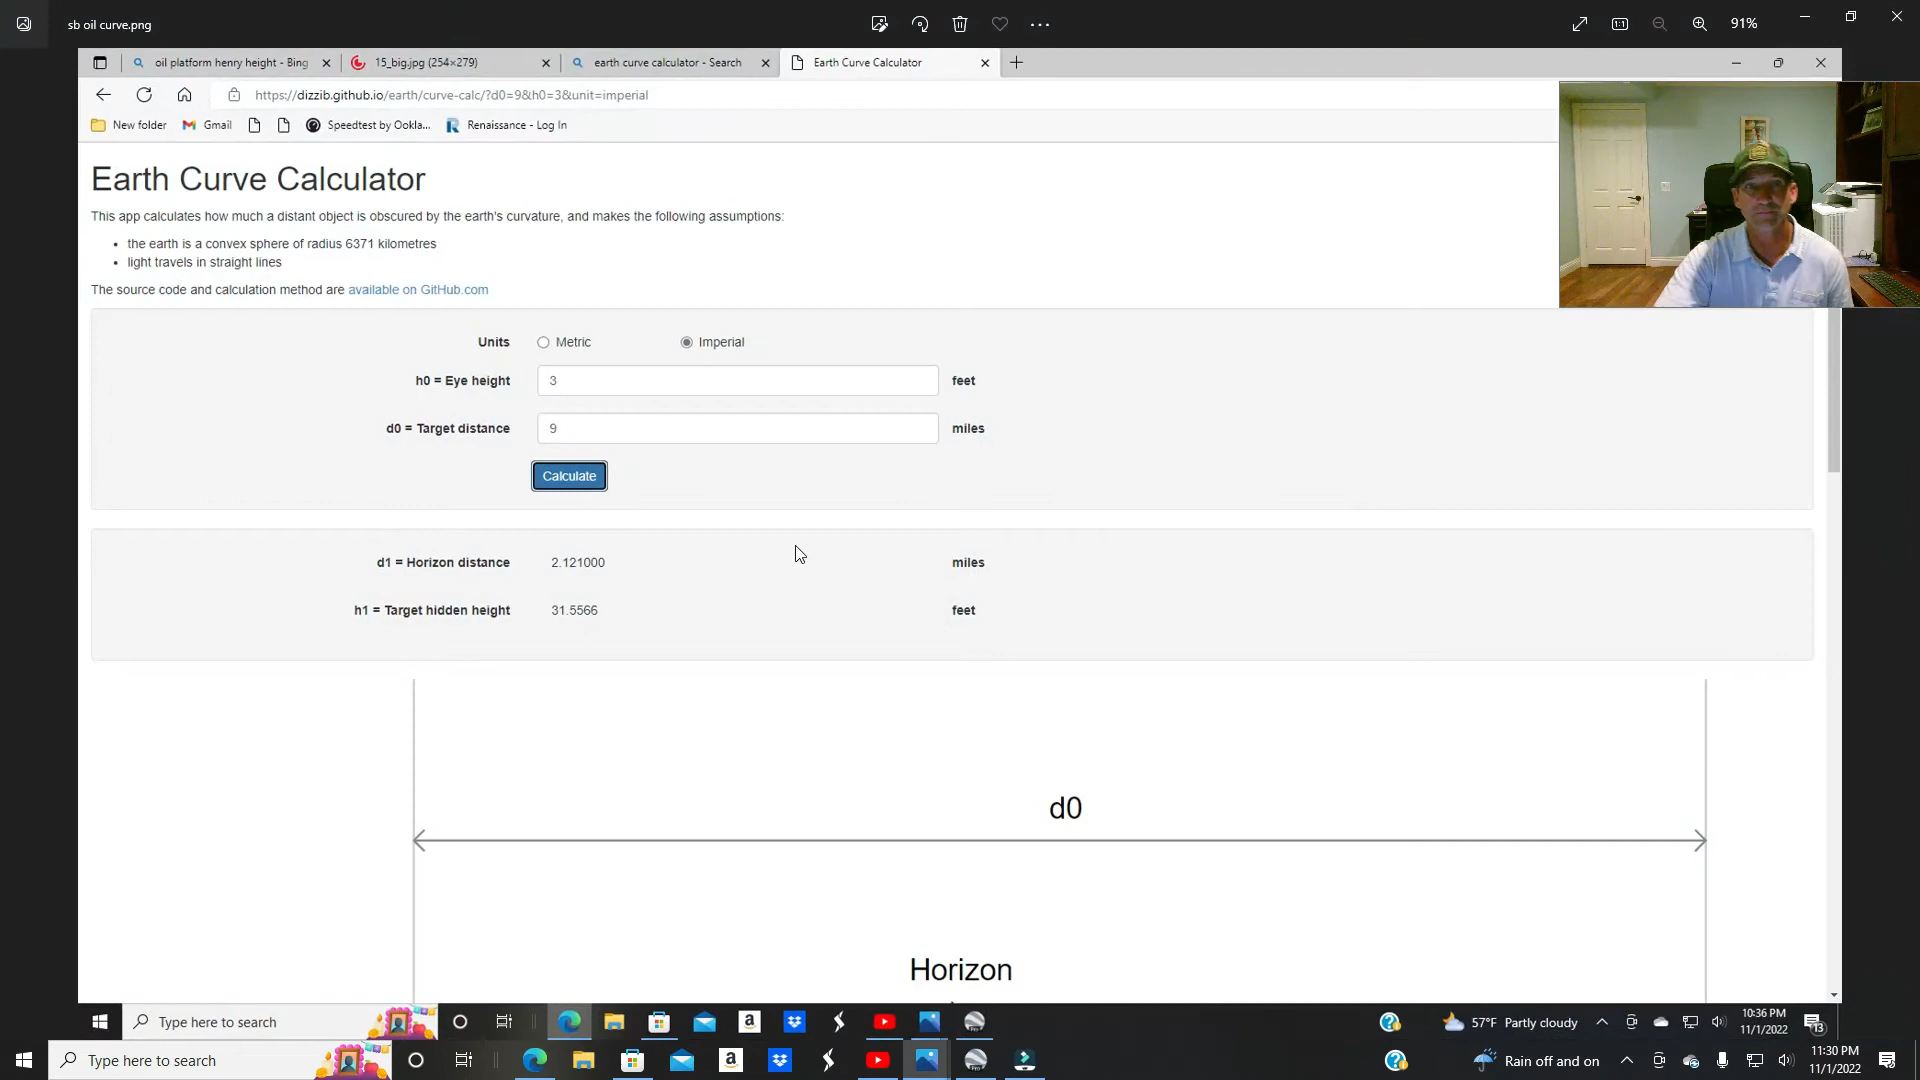 sb oil curve.png
91%
oil platform henry height - Bing
15_big.jpg (254×279)
earth curve calculator - Search
Earth Curve Calculator
https://dizzib.github.io/earth/curve-calc/?d0=9&h0=3&unit=imperial
New folder
Gmail
Speedtest by Ookla...
Renaissance - Log In
Earth Curve Calculator
This app calculates how much a distant object is obscured by the earth's curvature, and makes the following assumptions:
• the earth is a convex sphere of radius 6371 kilometres
• light travels in straight lines
The source code and calculation method are available on GitHub.com
Units Metric Imperial
h0 = Eye height 3 feet
d0 = Target distance 9 miles
Calculate
d1 = Horizon distance 2.121000 miles
h1 = Target hidden height 31.5566 feet
d0
Horizon
Type here to search
57°F Partly cloudy
10:36 PM
11/1/2022
13
Type here to search
Rain off and on
11:30 PM
11/1/2022